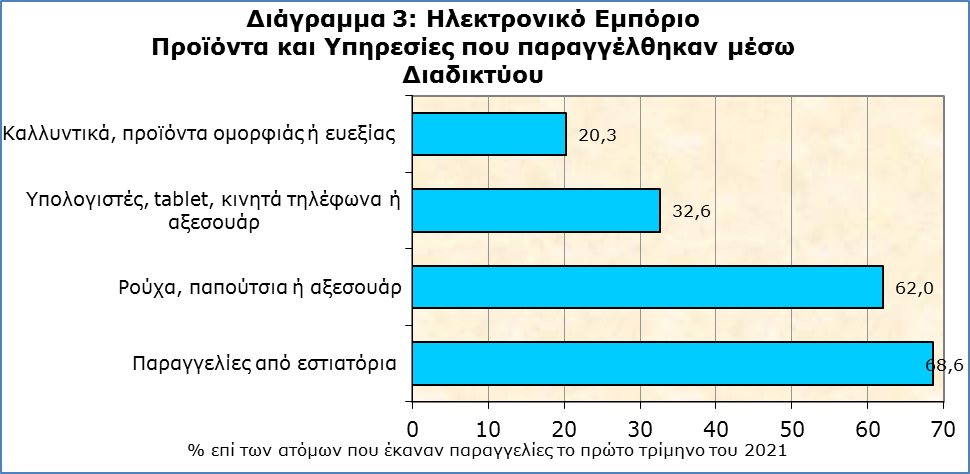 Διάγραμμα 3: Ηλεκτρονικό Εμπόριο
Προϊόντα και Υπηρεσίες που παραγγέλθηκαν μέσω
Διαδικτύου
Καλλυντικά, προϊόντα ομορφιάς ή ευεξίας
20,3
Υπολογιστές, tablet, κινητά τηλέφωνα ή
αξεσουάρ
32,6
Ρούχα, παπούτσια ή αξεσουάρ
62,0
Παραγγελίες από εστιατόρια
68,6
0 10 20 30 40 50 60 70
% επί των ατόμων που έκαναν παραγγελίες το πρώτο τρίμηνο του 2021